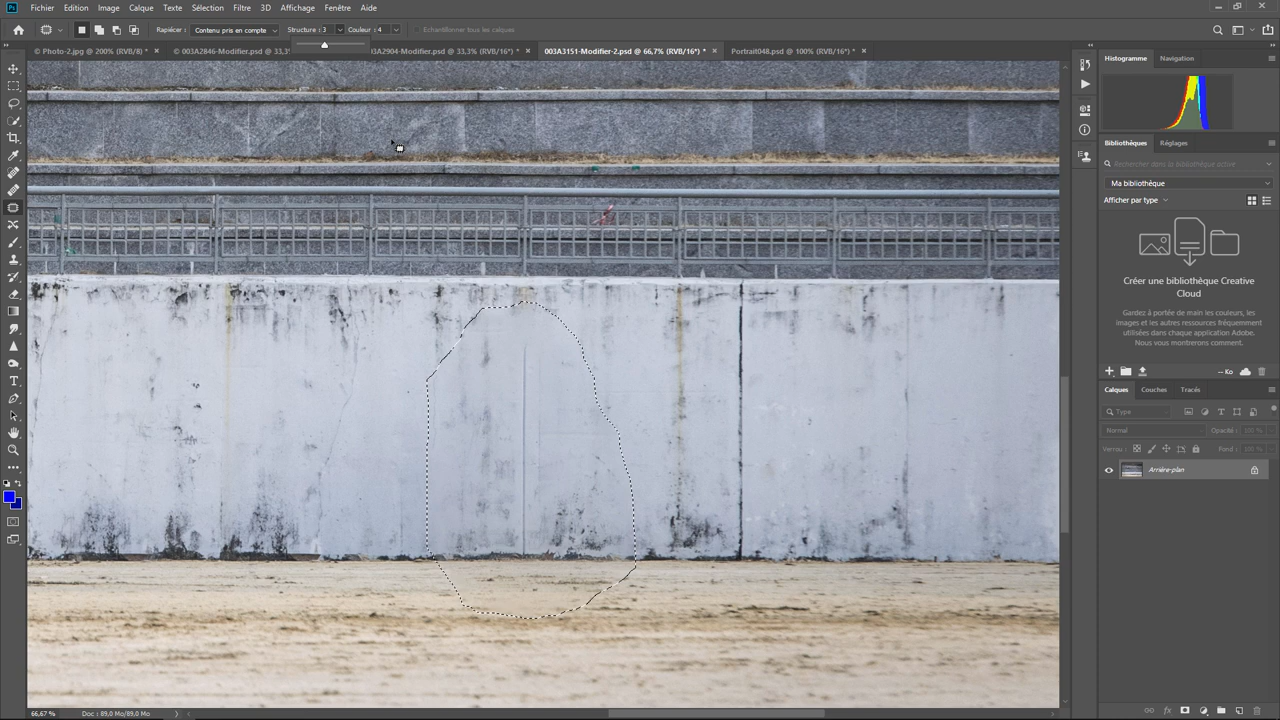 Ps Fichier Edition Image Calque Texte Sélection Filtre 3D Affichage Fenêtre Aide
Rapiécer : Contenu pris en compte Structure : 3 Couleur : 4 Echantillonner tous les calques
Photo-2.jpg @ 200% (RVB/8) * × 003A2846-Modifier.psd @ 33,3 003A2904-Modifier.psd @ 33,3% (RVB/16*) * × 003A3151-Modifier-2.psd @ 66,7% (RVB/16*) * × Portrait048.psd @ 100% (RVB/16*) * ×
Histogramme Navigation
Bibliothèques Réglages
Rechercher dans la bibliothèque active
Ma bibliothèque
Afficher par type
Créer une bibliothèque Creative
Cloud
Gardez à portée de main les couleurs, les
images et les autres ressources fréquemment
utilisées dans chaque application Adobe.
Nous vous montrerons comment.
-- Ko
Calques Couches Tracés
Type
Normal Opacité : 100 %
Verrou : Fond : 100 %
Arrière-plan
66,67 % Doc : 89,0 Mo/89,0 Mo